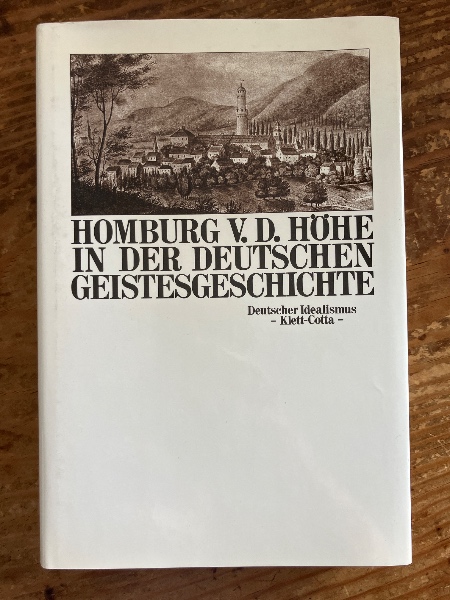 HOMBURG V. D. HÖHE
IN DER DEUTSCHEN
GEISTESGESCHICHTE
Deutscher Idealismus
- Klett-Cotta -